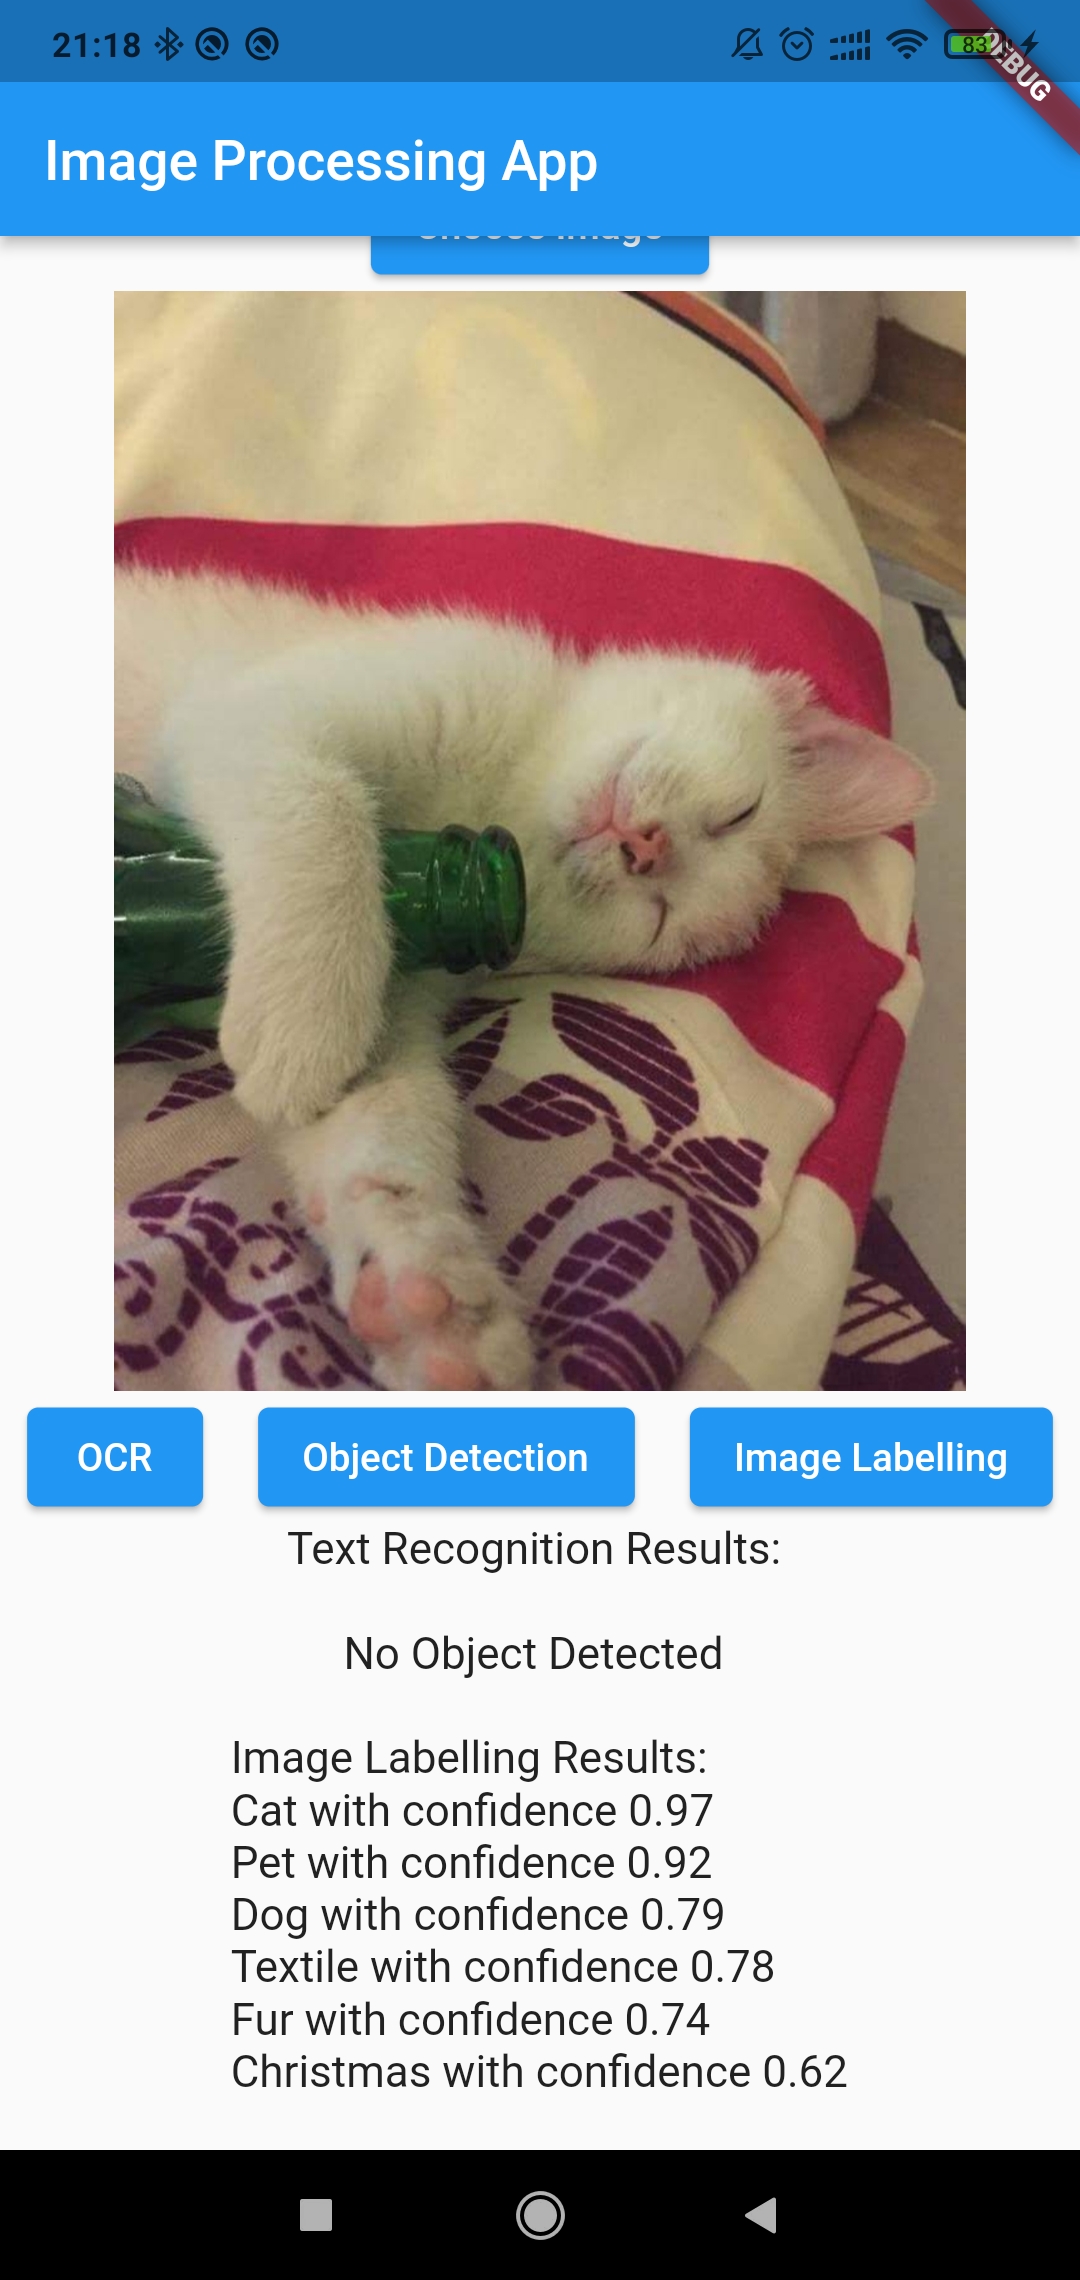 21:18
83
DEBUG
Image Processing App
Choose Image
OCR
Object Detection
Image Labelling
Text Recognition Results:
No Object Detected
Image Labelling Results:
Cat with confidence 0.97
Pet with confidence 0.92
Dog with confidence 0.79
Textile with confidence 0.78
Fur with confidence 0.74
Christmas with confidence 0.62